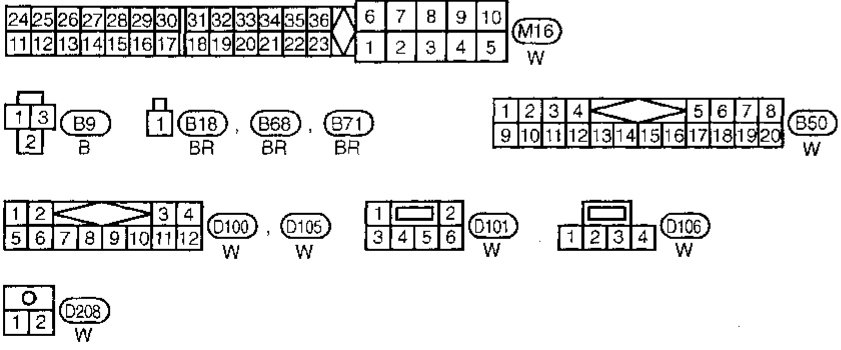 24 25 26 27 28 29 30 31 32 33 34 35 36 6 7 8 9 10
11 12 13 14 15 16 17 18 19 20 21 22 23 1 2 3 4 5
M16
W
1 3
2
B9
B
1
B18 , B68 , B71
BR BR BR
1 2 3 4 5 6 7 8
9 10 11 12 13 14 15 16 17 18 19 20
B50
W
1 2 3 4
5 6 7 8 9 10 11 12
D100 , D105
W W
1 2
3 4 5 6
D101
W
1 2 3 4
D106
W
1 2
D208
W